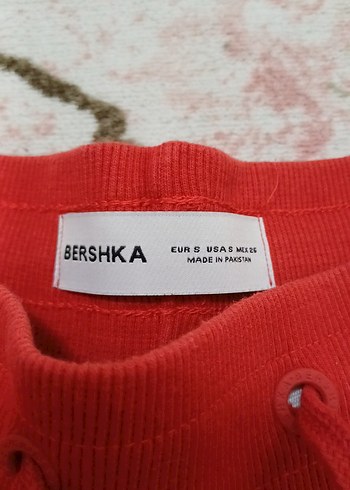 BERSHKA
EUR S USA S MEX 26
MADE IN PAKISTAN